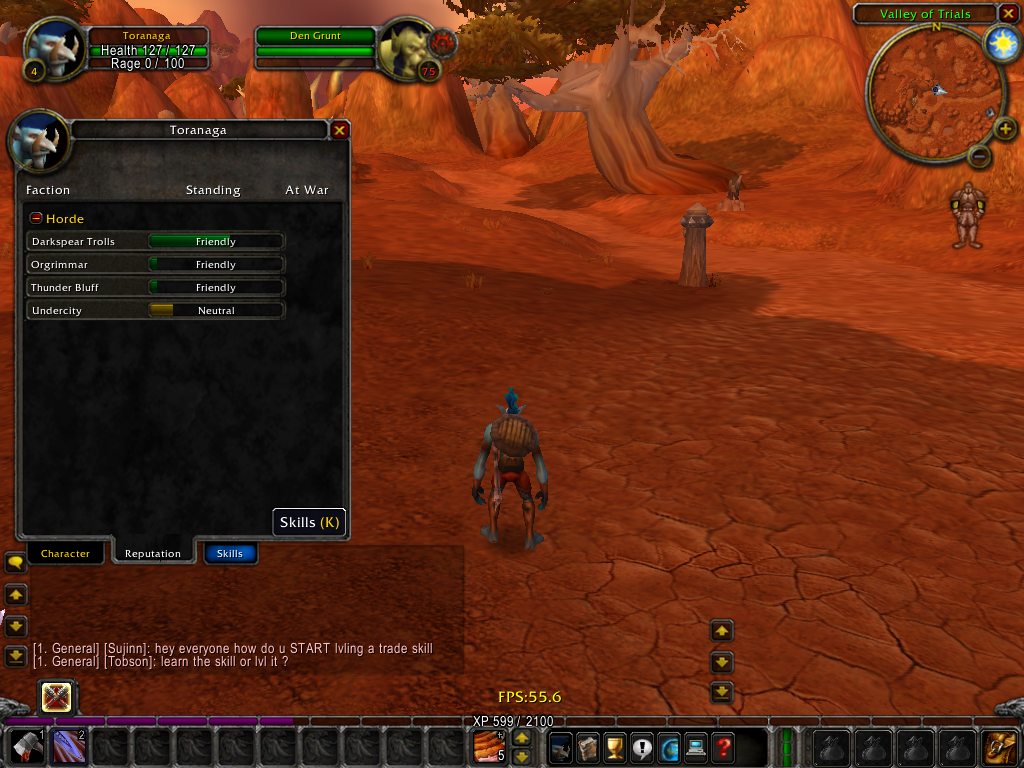 Toranaga
Health 127 / 127
Rage 0 / 100
4
Den Grunt
75
Valley of Trials
N
Toranaga
Faction Standing At War
Horde
Darkspear Trolls Friendly
Orgrimmar Friendly
Thunder Bluff Friendly
Undercity Neutral
Skills (K)
Character Reputation Skills
[1. General] [Sujinn]: hey everyone how do u START lvling a trade skill
[1. General] [Tobson]: learn the skill or lvl it ?
FPS:55.6
XP 599 / 2100
1 2 5